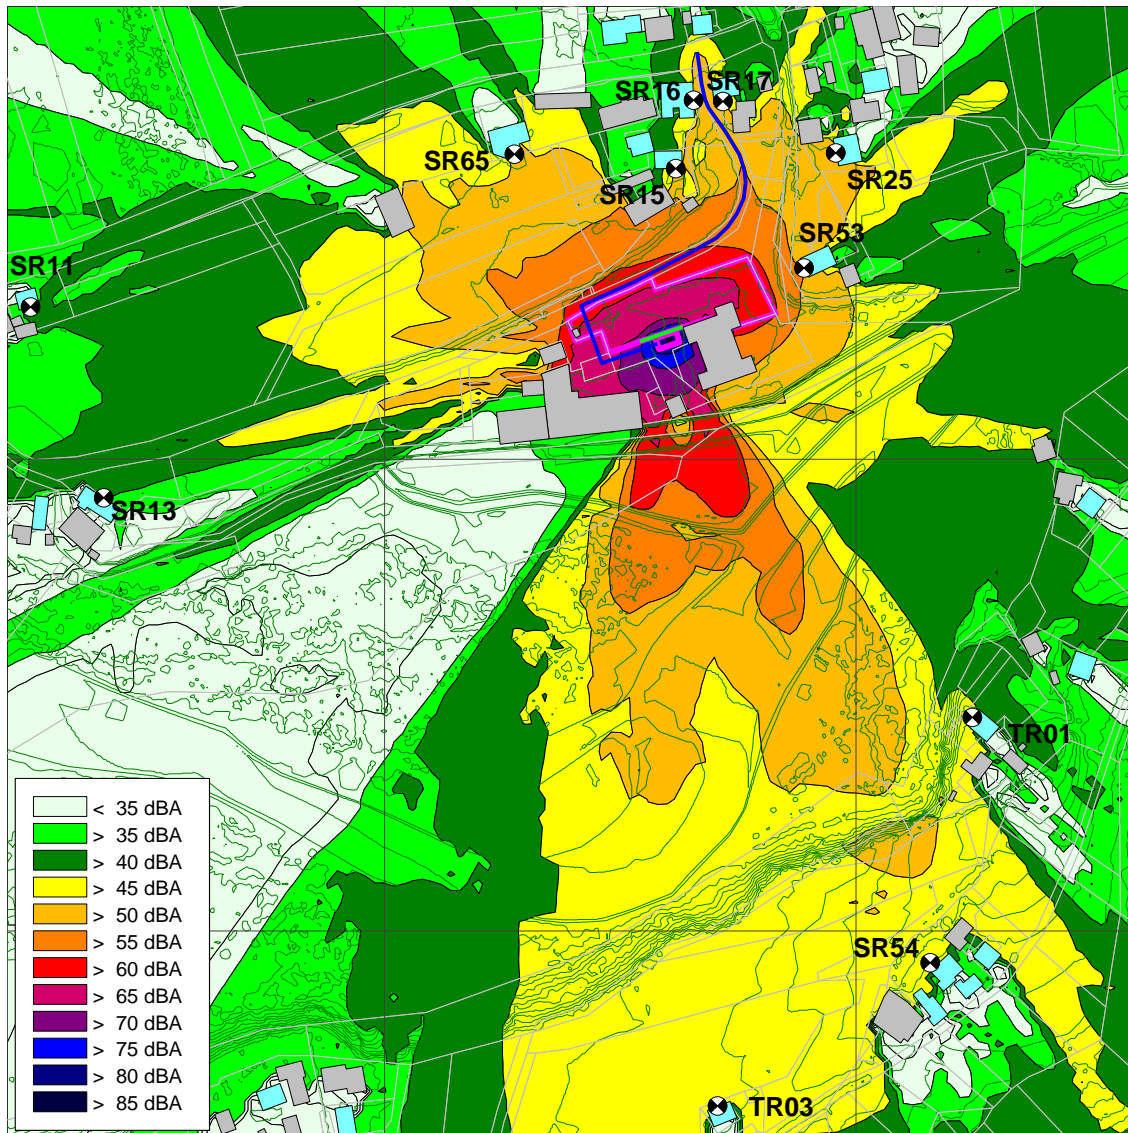 SR16
SR17
SR65
SR15
SR25
SR53
SR11
SR13
TR01
SR54
TR03
< 35 dBA
> 35 dBA
> 40 dBA
> 45 dBA
> 50 dBA
> 55 dBA
> 60 dBA
> 65 dBA
> 70 dBA
> 75 dBA
> 80 dBA
> 85 dBA